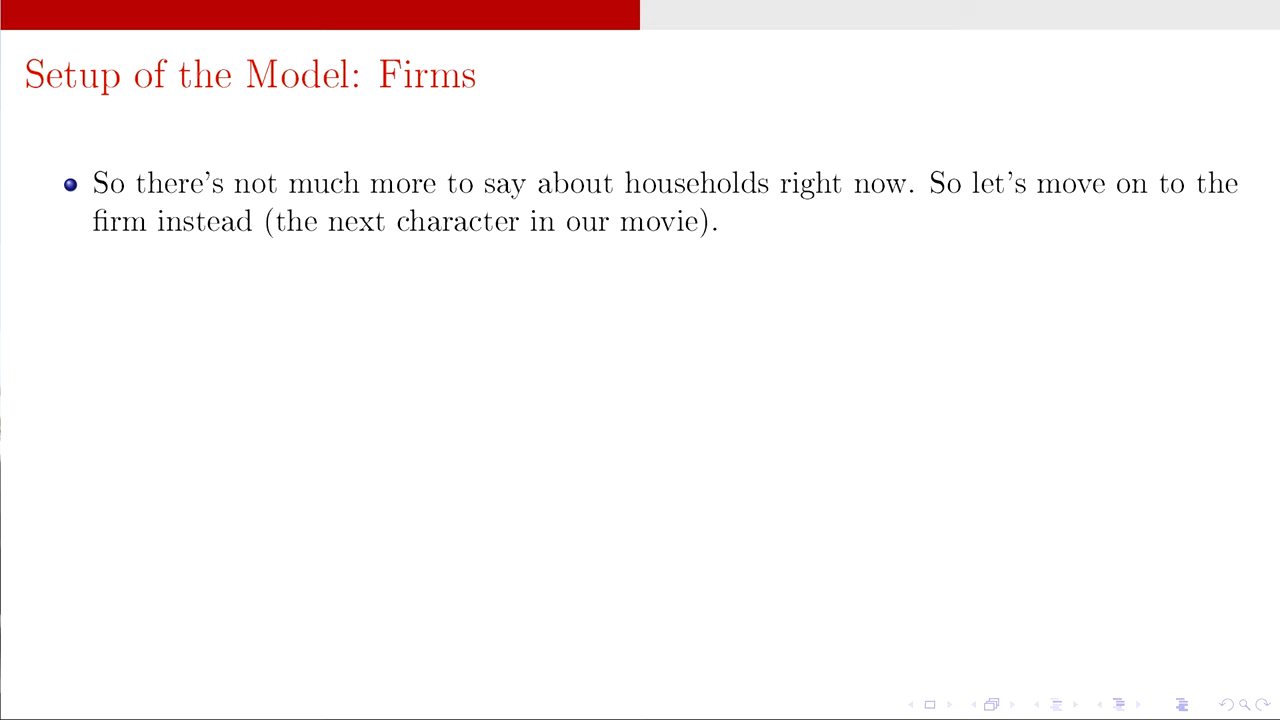 Setup of the Model: Firms
So there's not much more to say about households right now. So let's move on to the
firm instead (the next character in our movie).